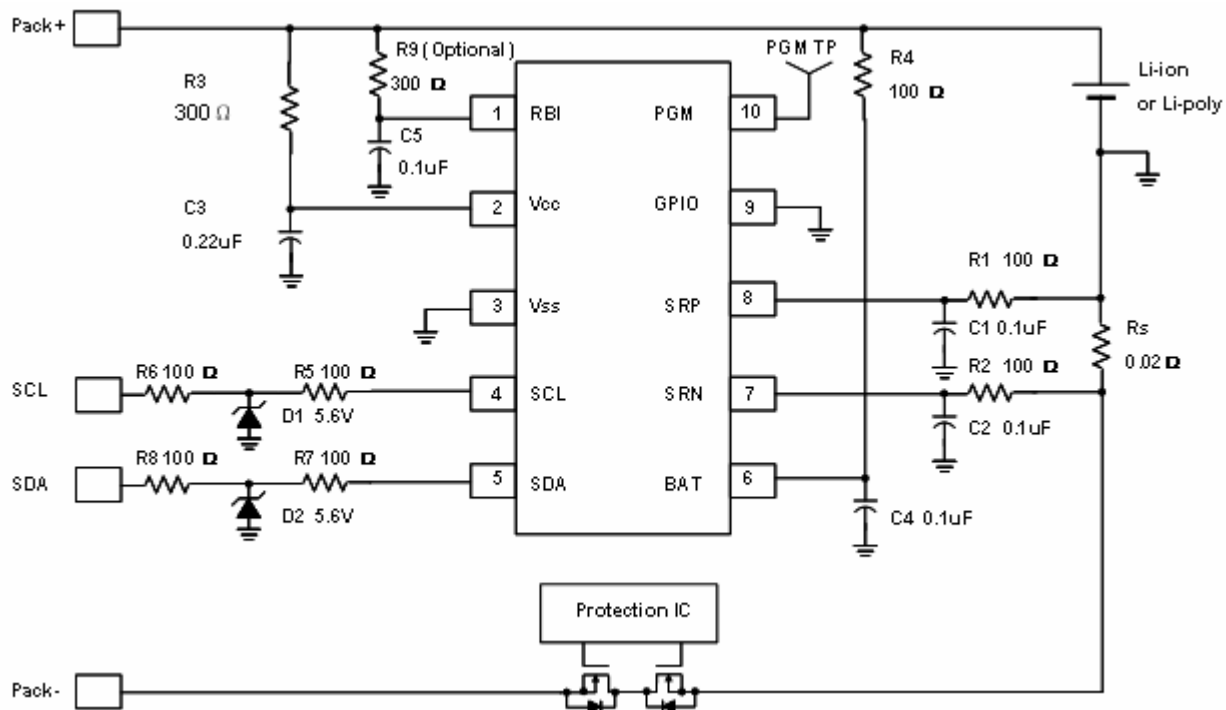 Pack+
R9 ( Optional)
300 Ω
R3
300 Ω
PGM TP
R4
100 Ω
Li-ion
or Li-poly
1
RBI
PGM
10
C5
0.1uF
C3
0.22uF
2
Vcc
GPIO
9
R1 100 Ω
3
Vss
SRP
8
C1 0.1uF
Rs
0.02 Ω
R2 100 Ω
SCL
R6 100 Ω
R5 100 Ω
4
SCL
SRN
7
D1 5.6V
C2 0.1uF
SDA
R8 100 Ω
R7 100 Ω
5
SDA
BAT
6
D2 5.6V
C4 0.1uF
Protection IC
Pack-